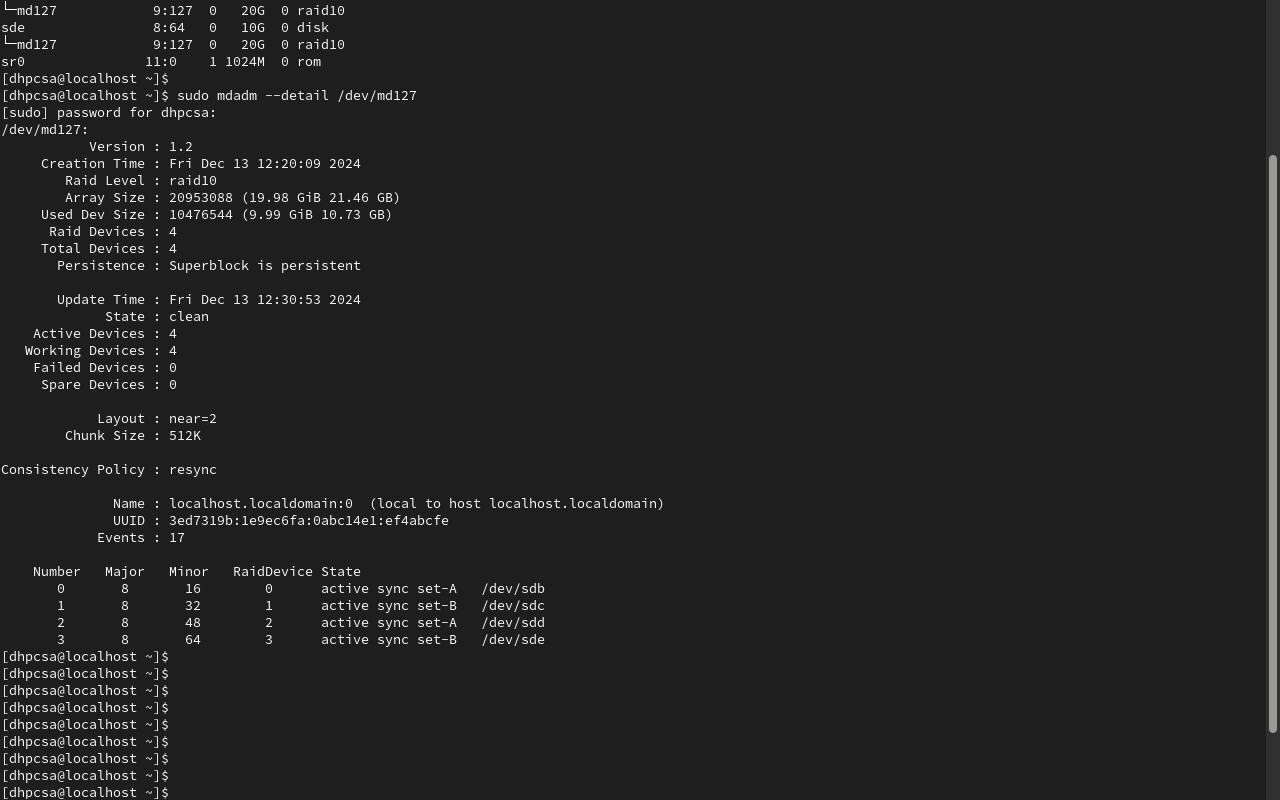 └─md127            9:127  0   20G  0 raid10
sde                8:64   0   10G  0 disk
└─md127            9:127  0   20G  0 raid10
sr0               11:0    1 1024M  0 rom
[dhpcsa@localhost ~]$
[dhpcsa@localhost ~]$ sudo mdadm --detail /dev/md127
[sudo] password for dhpcsa:
/dev/md127:
           Version : 1.2
     Creation Time : Fri Dec 13 12:20:09 2024
        Raid Level : raid10
        Array Size : 20953088 (19.98 GiB 21.46 GB)
     Used Dev Size : 10476544 (9.99 GiB 10.73 GB)
      Raid Devices : 4
     Total Devices : 4
       Persistence : Superblock is persistent

       Update Time : Fri Dec 13 12:30:53 2024
             State : clean
    Active Devices : 4
   Working Devices : 4
    Failed Devices : 0
     Spare Devices : 0

            Layout : near=2
        Chunk Size : 512K

Consistency Policy : resync

              Name : localhost.localdomain:0  (local to host localhost.localdomain)
              UUID : 3ed7319b:1e9ec6fa:0abc14e1:ef4abcfe
            Events : 17

    Number   Major   Minor   RaidDevice State
       0       8       16        0      active sync set-A   /dev/sdb
       1       8       32        1      active sync set-B   /dev/sdc
       2       8       48        2      active sync set-A   /dev/sdd
       3       8       64        3      active sync set-B   /dev/sde
[dhpcsa@localhost ~]$
[dhpcsa@localhost ~]$
[dhpcsa@localhost ~]$
[dhpcsa@localhost ~]$
[dhpcsa@localhost ~]$
[dhpcsa@localhost ~]$
[dhpcsa@localhost ~]$
[dhpcsa@localhost ~]$
[dhpcsa@localhost ~]$